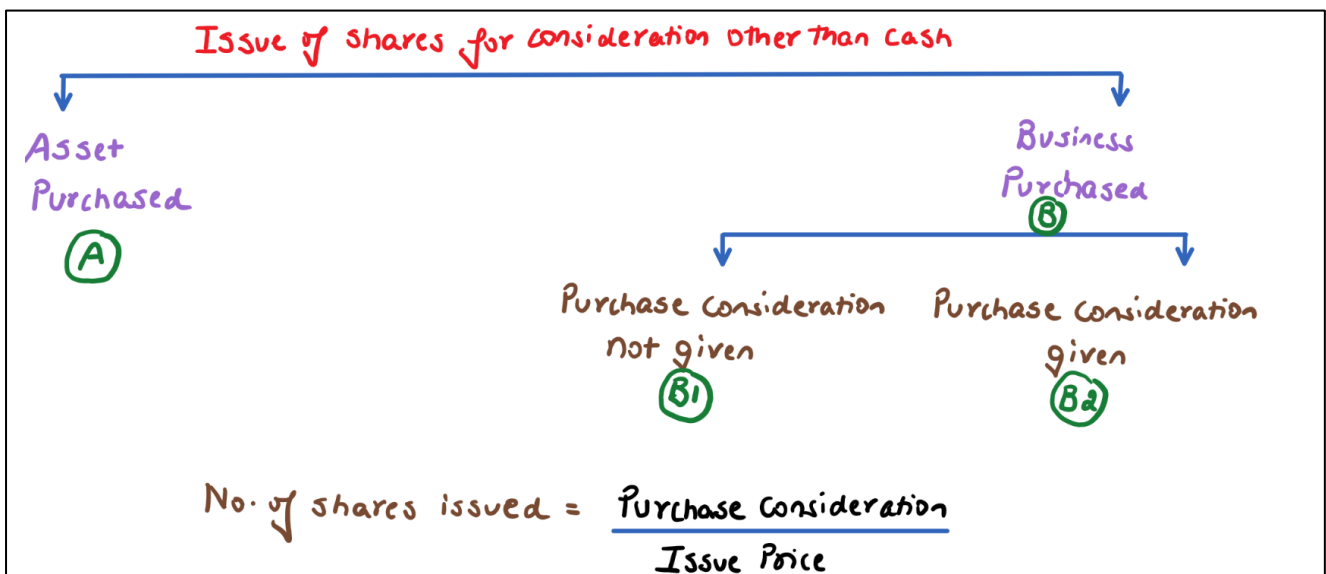 Issue of shares for consideration other than cash
Asset
Purchased
A
Business
Purchased
B
Purchase consideration
not given
B1
Purchase consideration
given
B2
No. of shares issued = Purchase consideration
Issue Price